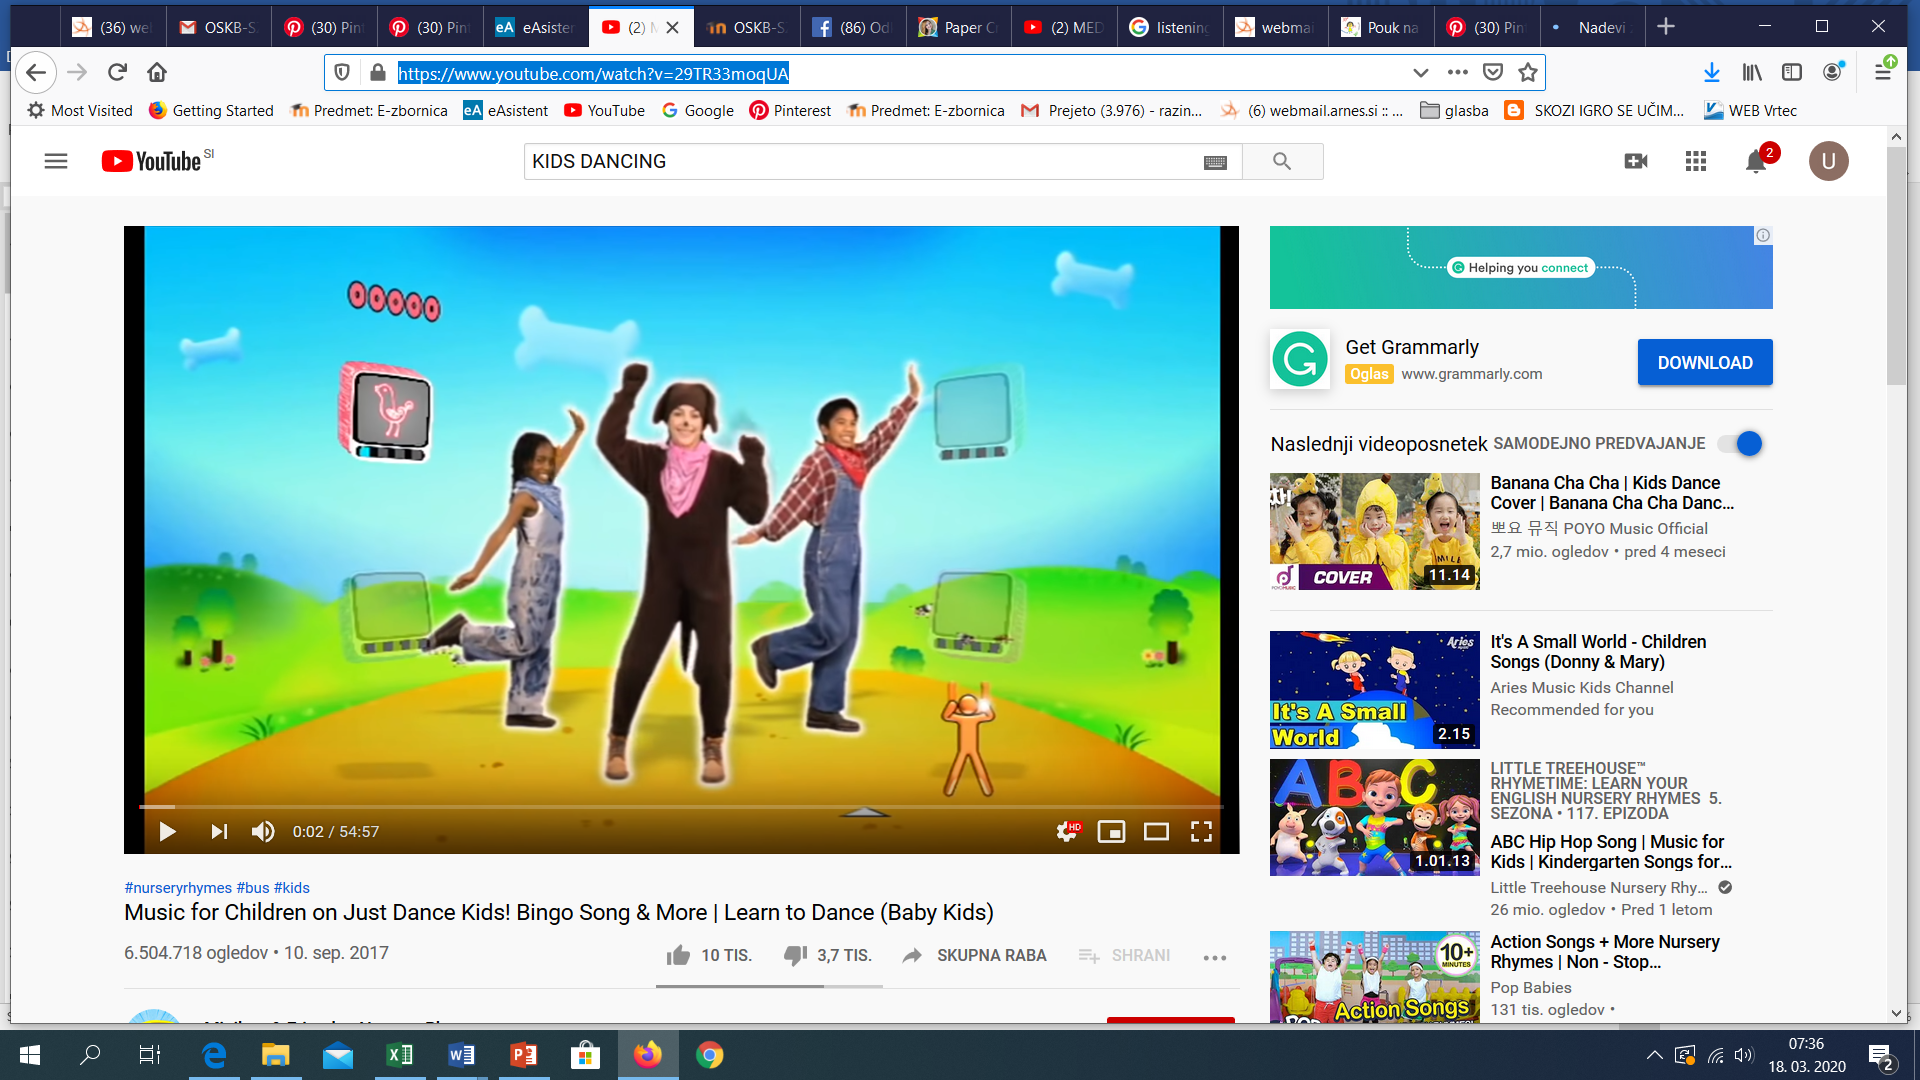 (36) we
OSKB-S
(30) Pint
(30) Pint
eAsister
(2) M
OSKB-S
(86) Od
Paper C
(2) MED
listening
webmai
Pouk na
(30) Pint
Nadevi
https://www.youtube.com/watch?v=29TR33moqUA
Most Visited
Getting Started
Predmet: E-zbornica
eA eAsistent
YouTube
Google
Pinterest
Predmet: E-zbornica
Prejeto (3.976) - razin...
(6) webmail.arnes.si :: ...
glasba
SKOZI IGRO SE UČIM...
WEB Vrtec
YouTube SI
KIDS DANCING
2
U
Helping you connect
Get Grammarly
Oglas www.grammarly.com
DOWNLOAD
Naslednji videoposnetek SAMODEJNO PREDVAJANJE
COVER
11.14
Banana Cha Cha | Kids Dance
Cover | Banana Cha Cha Danc...
뽀요 뮤직 POYO Music Official
2,7 mio. ogledov • pred 4 meseci
Aries
It's A Small
World
2.15
It's A Small World - Children
Songs (Donny & Mary)
Aries Music Kids Channel
Recommended for you
ABC
1.01.13
LITTLE TREEHOUSE™
RHYMETIME: LEARN YOUR
ENGLISH NURSERY RHYMES 5.
SEZONA • 117. EPIZODA
ABC Hip Hop Song | Music for
Kids | Kindergarten Songs for...
Little Treehouse Nursery Rhy...
26 mio. ogledov • Pred 1 letom
10+
MINUTES
Action Songs
Action Songs + More Nursery
Rhymes | Non - Stop...
Pop Babies
131 tis. ogledov •
0:02 / 54:57
HD
#nurseryrhymes #bus #kids
Music for Children on Just Dance Kids! Bingo Song & More | Learn to Dance (Baby Kids)
6.504.718 ogledov • 10. sep. 2017
10 TIS.
3,7 TIS.
SKUPNA RABA
SHRANI
07:36
18. 03. 2020
2